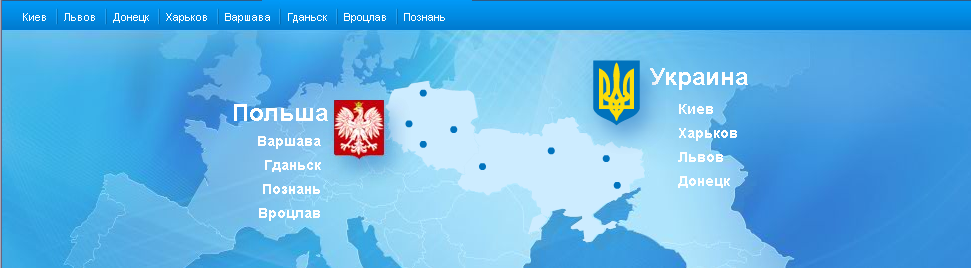 Киев Львов Донецк Харьков Варшава Гданьск Вроцлав Познань
Польша
Варшава
Гданьск
Познань
Вроцлав
Украина
Киев
Харьков
Львов
Донецк